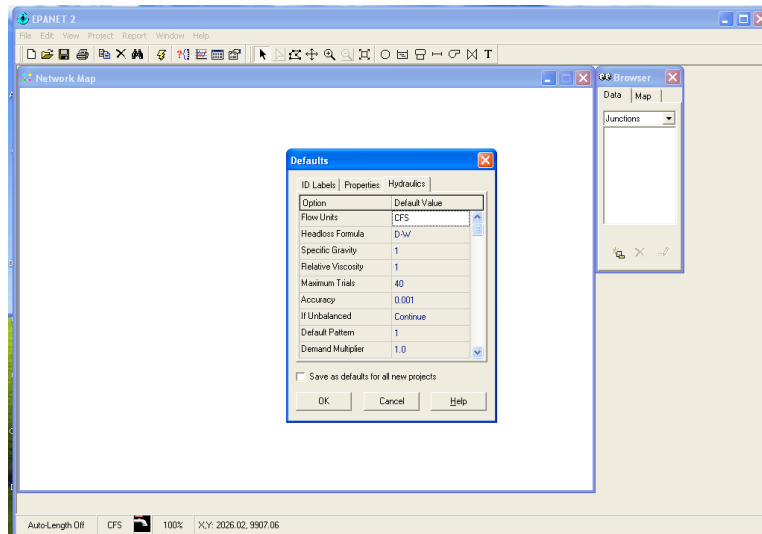 EPANET 2
File Edit View Project Report Window Help
T
Network Map
Browser
Data Map
Junctions
Defaults
ID Labels Properties Hydraulics
Option Default Value
Flow Units CFS
Headloss Formula D-W
Specific Gravity 1
Relative Viscosity 1
Maximum Trials 40
Accuracy 0.001
If Unbalanced Continue
Default Pattern 1
Demand Multiplier 1.0
Save as defaults for all new projects
OK Cancel Help
Auto-Length Off CFS 100% X,Y: 2026.02, 9907.06